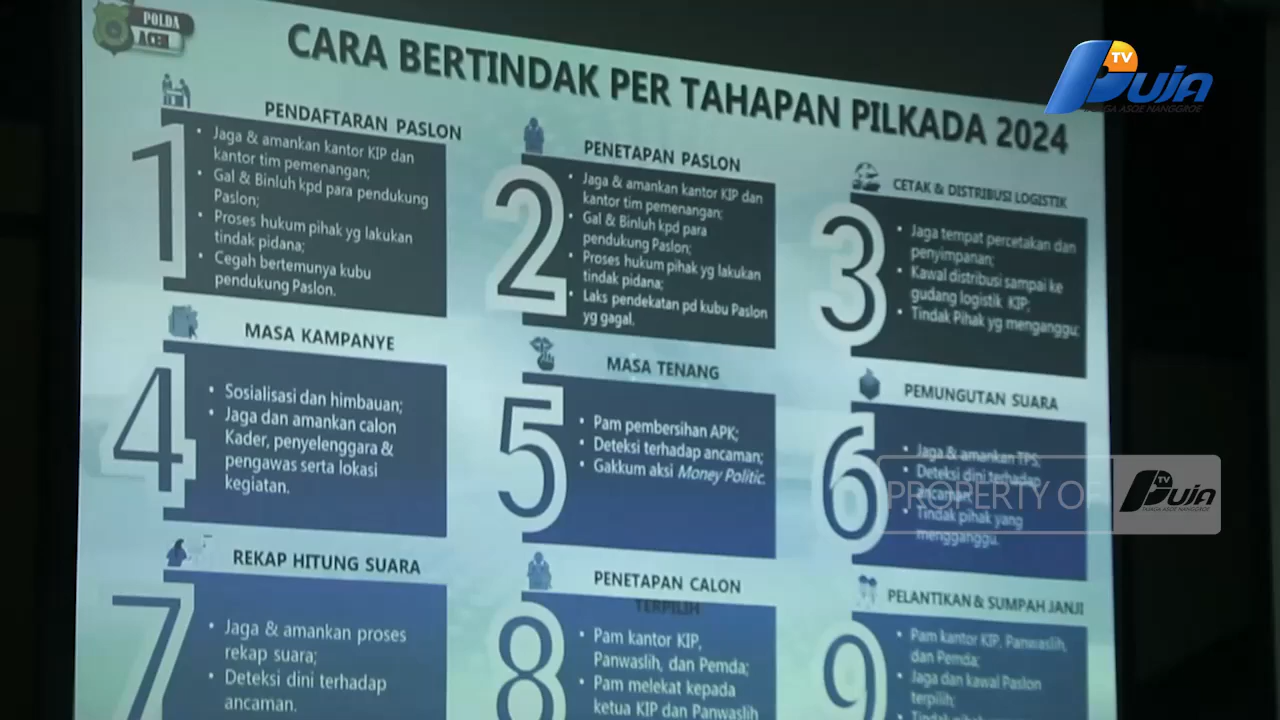 POLDA
ACEH
TV
Puja
CARA BERTINDAK PER TAHAPAN PILKADA 2024
1
PENDAFTARAN PASLON
• Jaga & amankan kantor KIP dan
kantor tim pemenangan;
• Gal & Binluh kpd para pendukung
Paslon;
• Proses hukum pihak yg lakukan
tindak pidana;
• Cegah bertemunya kubu
pendukung Paslon.
2
PENETAPAN PASLON
• Jaga & amankan kantor KIP dan
kantor tim pemenangan;
• Gal & Binluh kpd para
pendukung Paslon;
• Proses hukum pihak yg lakukan
tindak pidana;
• Laks pendekatan pd kubu Paslon
yg gagal.
3
CETAK & DISTRIBUSI LOGISTIK
• Jaga tempat percetakan dan
penyimpanan;
• Kawal distribusi sampai ke
gudang logistik KIP;
• Tindak Pihak yg menganggu;
4
MASA KAMPANYE
• Sosialisasi dan himbauan;
• Jaga dan amankan calon
Kader, penyelenggara &
pengawas serta lokasi
kegiatan.
5
MASA TENANG
• Pam pembersihan APK;
• Deteksi terhadap ancaman;
• Gakkum aksi Money Politic.
6
PEMUNGUTAN SUARA
• Jaga & amankan TPS;
• Deteksi dini terhadap
ancaman.
• Tindak pihak yang
mengganggu.
PROPERTY OF
TV
Puja
7
REKAP HITUNG SUARA
• Jaga & amankan proses
rekap suara;
• Deteksi dini terhadap
ancaman.
8
PENETAPAN CALON
TERPILIH
• Pam kantor KIP,
Panwaslih, dan Pemda;
• Pam melekat kepada
ketua KIP dan Panwaslih
9
PELANTIKAN & SUMPAH JANJI
• Pam kantor KIP, Panwaslih,
dan Pemda;
• Jaga dan kawal Paslon
terpilih;